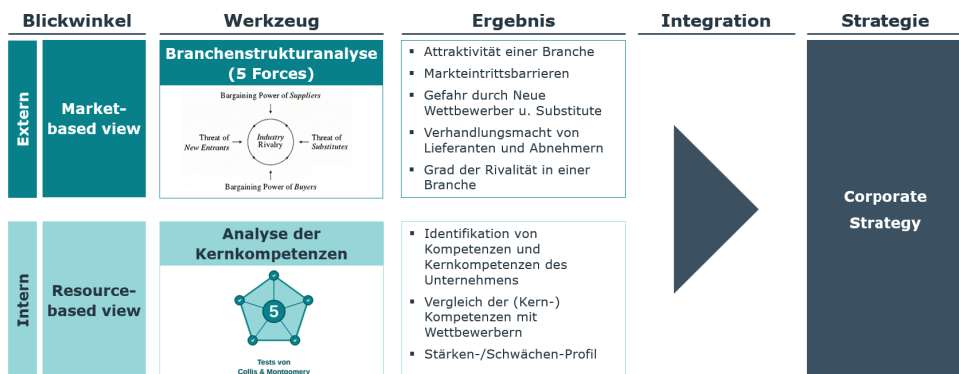 Blickwinkel
Werkzeug
Ergebnis
Integration
Strategie
Extern
Market-
based view
Branchenstrukturanalyse
(5 Forces)
Bargaining Power of Suppliers
Threat of
New Entrants
Industry
Rivalry
Threat of
Substitutes
Bargaining Power of Buyers
▪ Attraktivität einer Branche
▪ Markteintrittsbarrieren
▪ Gefahr durch Neue
Wettbewerber u. Substitute
▪ Verhandlungsmacht von
Lieferanten und Abnehmern
▪ Grad der Rivalität in einer
Branche
Intern
Resource-
based view
Analyse der
Kernkompetenzen
5
Tests von
Collis & Montgomery
▪ Identifikation von
Kompetenzen und
Kernkompetenzen des
Unternehmens
▪ Vergleich der (Kern-)
Kompetenzen mit
Wettbewerbern
▪ Stärken-/Schwächen-Profil
Corporate
Strategy